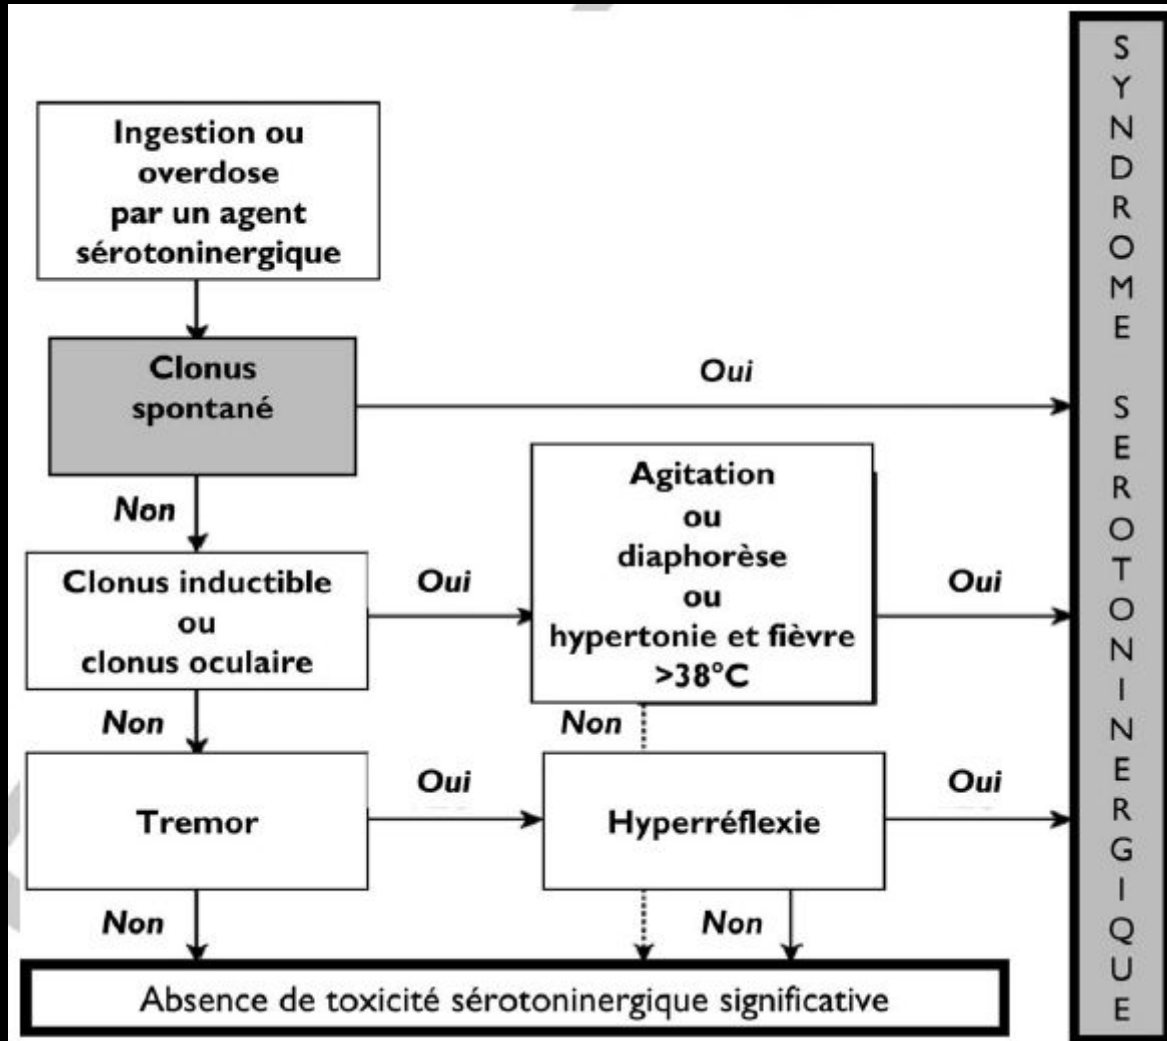 Ingestion ou
overdose
par un agent
sérotoninergique
Clonus
spontané
Oui
Non
Clonus inductible
ou
clonus oculaire
Oui
Agitation
ou
diaphorèse
ou
hypertonie et fièvre
>38°C
Oui
Non
Non
Tremor
Oui
Hyperréflexie
Oui
Non
Non
Absence de toxicité sérotoninergique significative
SYNDROME SEROTONINERGIQUE